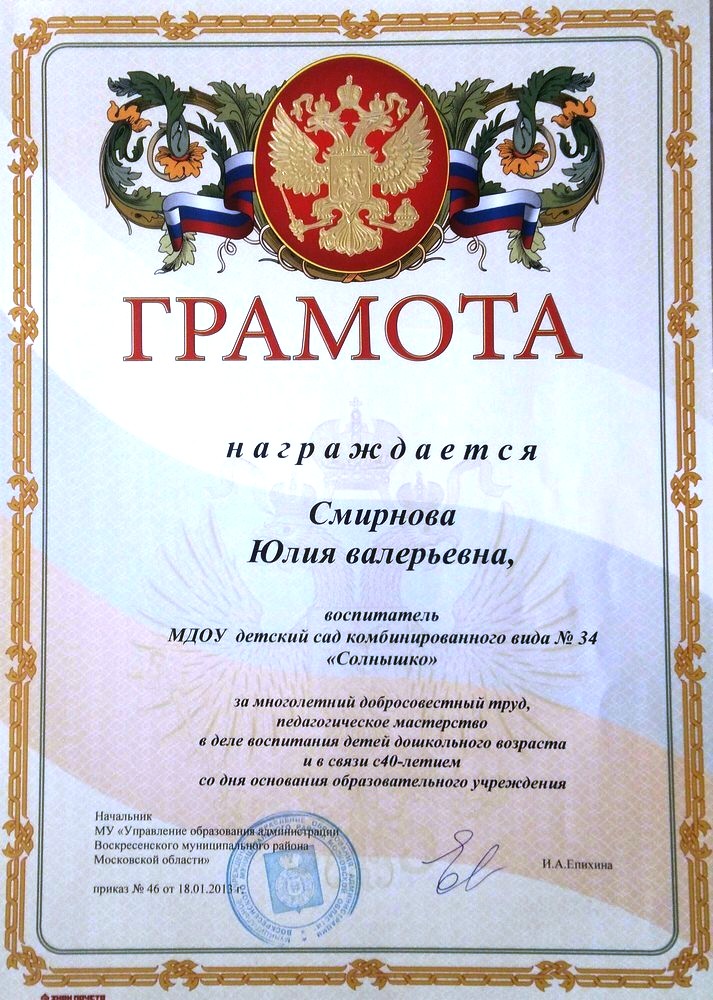 ГРАМОТА
награждается
Смирнова
Юлия валерьевна,
воспитатель
МДОУ детский сад комбинированного вида № 34
«Солнышко»
за многолетний добросовестный труд,
педагогическое мастерство
в деле воспитания детей дошкольного возраста
и в связи с40-летием
со дня основания образовательного учреждения
Начальник
МУ «Управление образования администрации
Воскресенского муниципального района
Московской области»
И.А.Епихина
приказ № 46 от 18.01.2013 г.
ЗНАК ПОЧЕТА